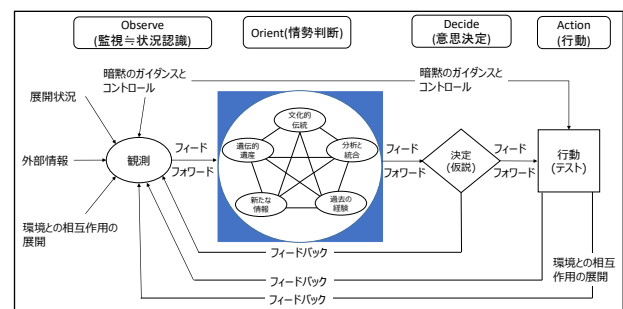 Observe
(監視≒状況認識)
Orient(情勢判断)
Decide
(意思決定)
Action
(行動)
暗黙のガイダンスと
コントロール
暗黙のガイダンスと
コントロール
展開状況
外部情報
環境との相互作用の
展開
観測
フィード
フォワード
文化的
伝統
遺伝的
遺産
分析と
統合
新たな
情報
過去の
経験
フィード
フォワード
決定
(仮説)
フィード
フォワード
行動
(テスト)
フィードバック
フィードバック
フィードバック
環境との相互
作用の展開